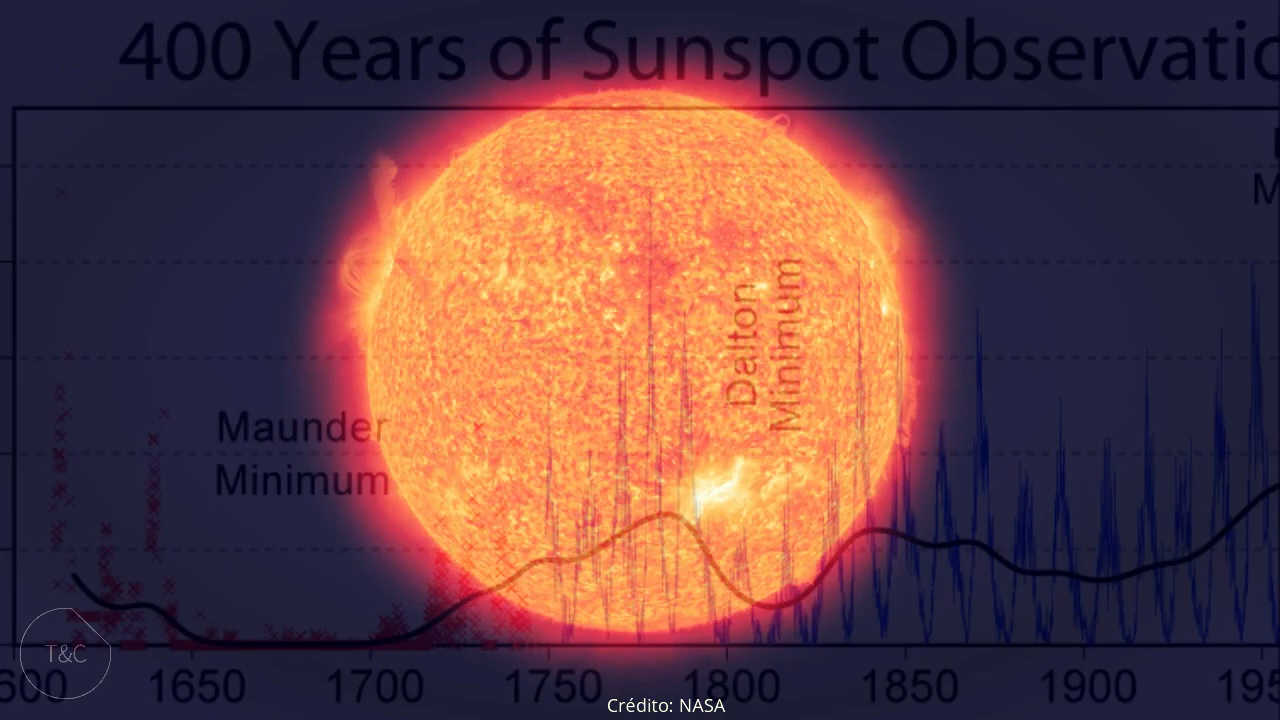 400 Years of Sunspot Observatio
M
Dalton
Minimum
Maunder
Minimum
T&C
600 1650 1700 1750 1800 1850 1900 195
Crédito: NASA